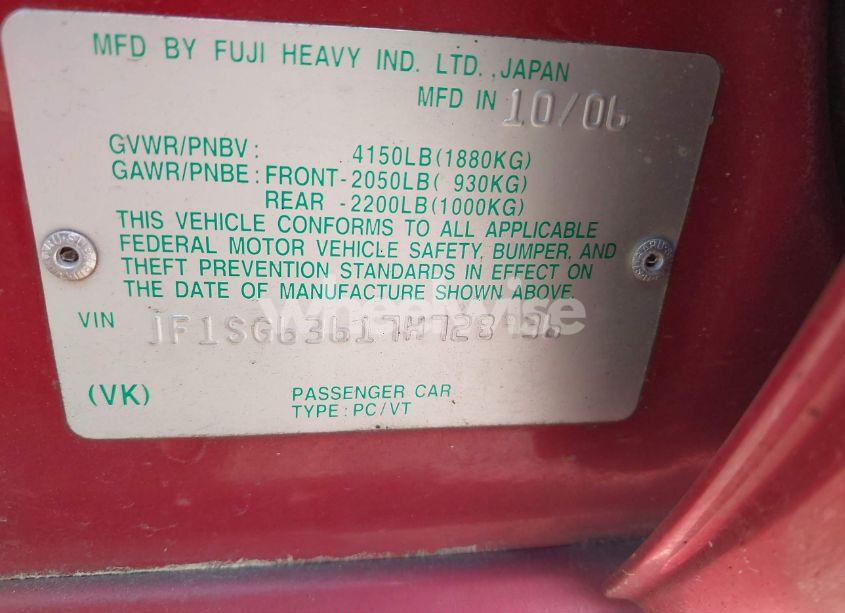 MFD BY FUJI HEAVY IND. LTD., JAPAN
MFD IN 10/06
GVWR/PNBV: 4150LB(1880KG)
GAWR/PNBE: FRONT-2050LB( 930KG)
REAR -2200LB(1000KG)
THIS VEHICLE CONFORMS TO ALL APPLICABLE
FEDERAL MOTOR VEHICLE SAFETY, BUMPER, AND
THEFT PREVENTION STANDARDS IN EFFECT ON
THE DATE OF MANUFACTURE SHOWN ABOVE.
wheelwise
VIN
(VK)
PASSENGER CAR
TYPE: PC/VT